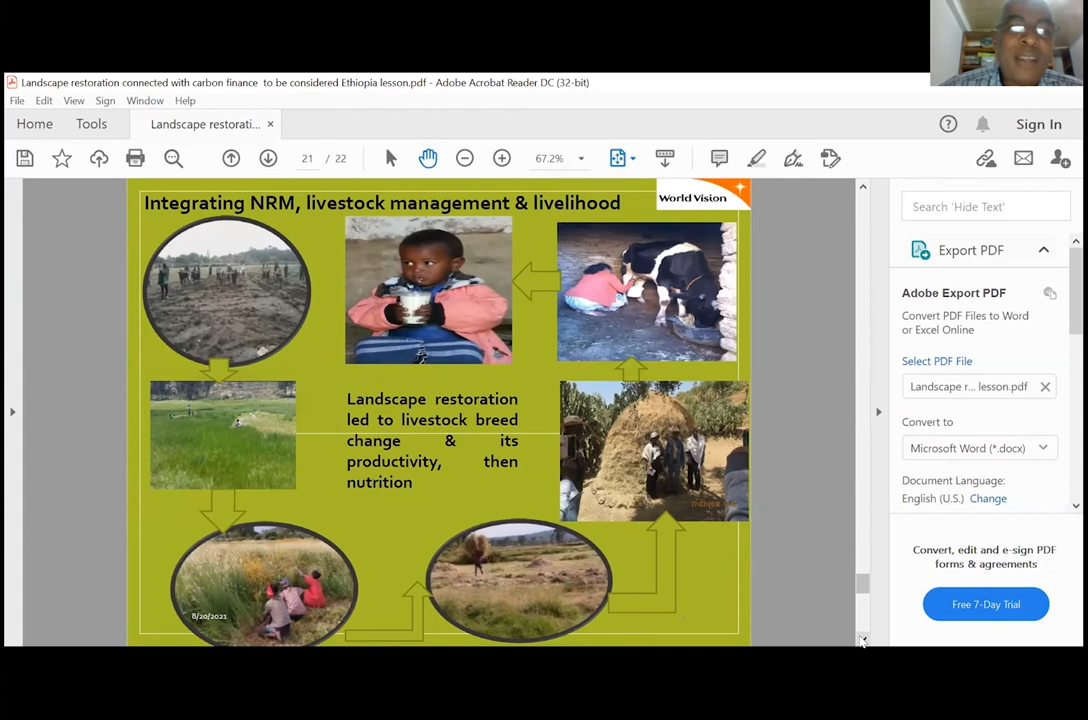 Landscape restoration connected with carbon finance  to be considered Ethiopia lesson.pdf - Adobe Acrobat Reader DC (32-bit)
File Edit View Sign Window Help
Home Tools Landscape restorati... × Sign In
21 / 22 67.2%
Integrating NRM, livestock management & livelihood
World Vision
Landscape restoration
led to livestock breed
change & its
productivity, then
nutrition
8/20/2021
Search 'Hide Text'
Export PDF
Adobe Export PDF
Convert PDF Files to Word
or Excel Online
Select PDF File
Landscape r... lesson.pdf
Convert to
Microsoft Word (*.docx)
Document Language:
English (U.S.) Change
Convert, edit and e-sign PDF
forms & agreements
Free 7-Day Trial